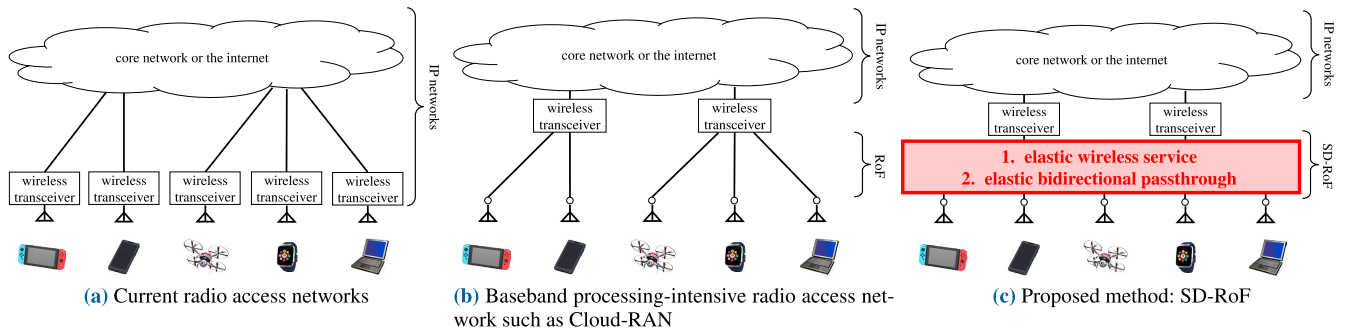 core network or the internet
IP networks
wireless
transceiver
wireless
transceiver
wireless
transceiver
wireless
transceiver
wireless
transceiver
(a) Current radio access networks
core network or the internet
IP networks
wireless
transceiver
wireless
transceiver
RoF
(b) Baseband processing-intensive radio access net-
work such as Cloud-RAN
core network or the internet
IP networks
wireless
transceiver
wireless
transceiver
1. elastic wireless service
2. elastic bidirectional passthrough
SD-RoF
(c) Proposed method: SD-RoF